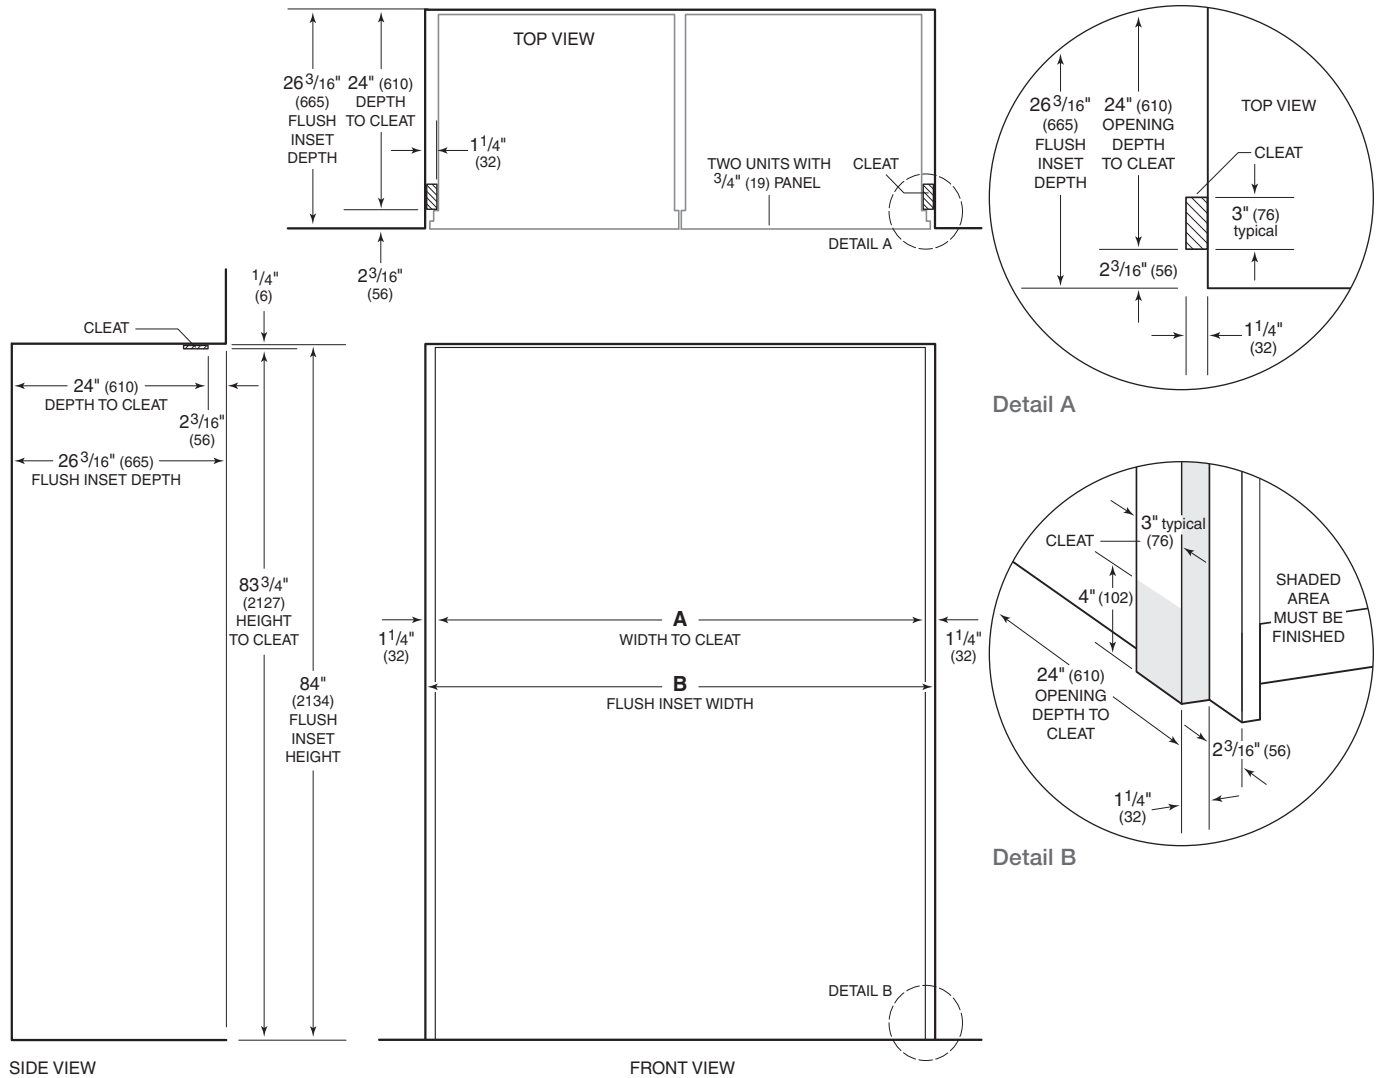 TOP VIEW
26 3/16"
(665)
FLUSH
INSET
DEPTH
24" (610)
DEPTH
TO CLEAT
1 1/4"
(32)
TWO UNITS WITH
3/4" (19) PANEL
CLEAT
DETAIL A
2 3/16"
(56)
26 3/16"
(665)
FLUSH
INSET
DEPTH
24" (610)
OPENING
DEPTH
TO CLEAT
TOP VIEW
CLEAT
3" (76)
typical
2 3/16" (56)
1 1/4"
(32)
Detail A
1/4"
(6)
CLEAT
24" (610)
DEPTH TO CLEAT
2 3/16"
(56)
26 3/16" (665)
FLUSH INSET DEPTH
83 3/4"
(2127)
HEIGHT
TO CLEAT
84"
(2134)
FLUSH
INSET
HEIGHT
SIDE VIEW
1 1/4"
(32)
A
WIDTH TO CLEAT
1 1/4"
(32)
B
FLUSH INSET WIDTH
DETAIL B
FRONT VIEW
3" typical
(76)
CLEAT
4" (102)
SHADED
AREA
MUST BE
FINISHED
24" (610)
OPENING
DEPTH TO
CLEAT
2 3/16" (56)
1 1/4"
(32)
Detail B